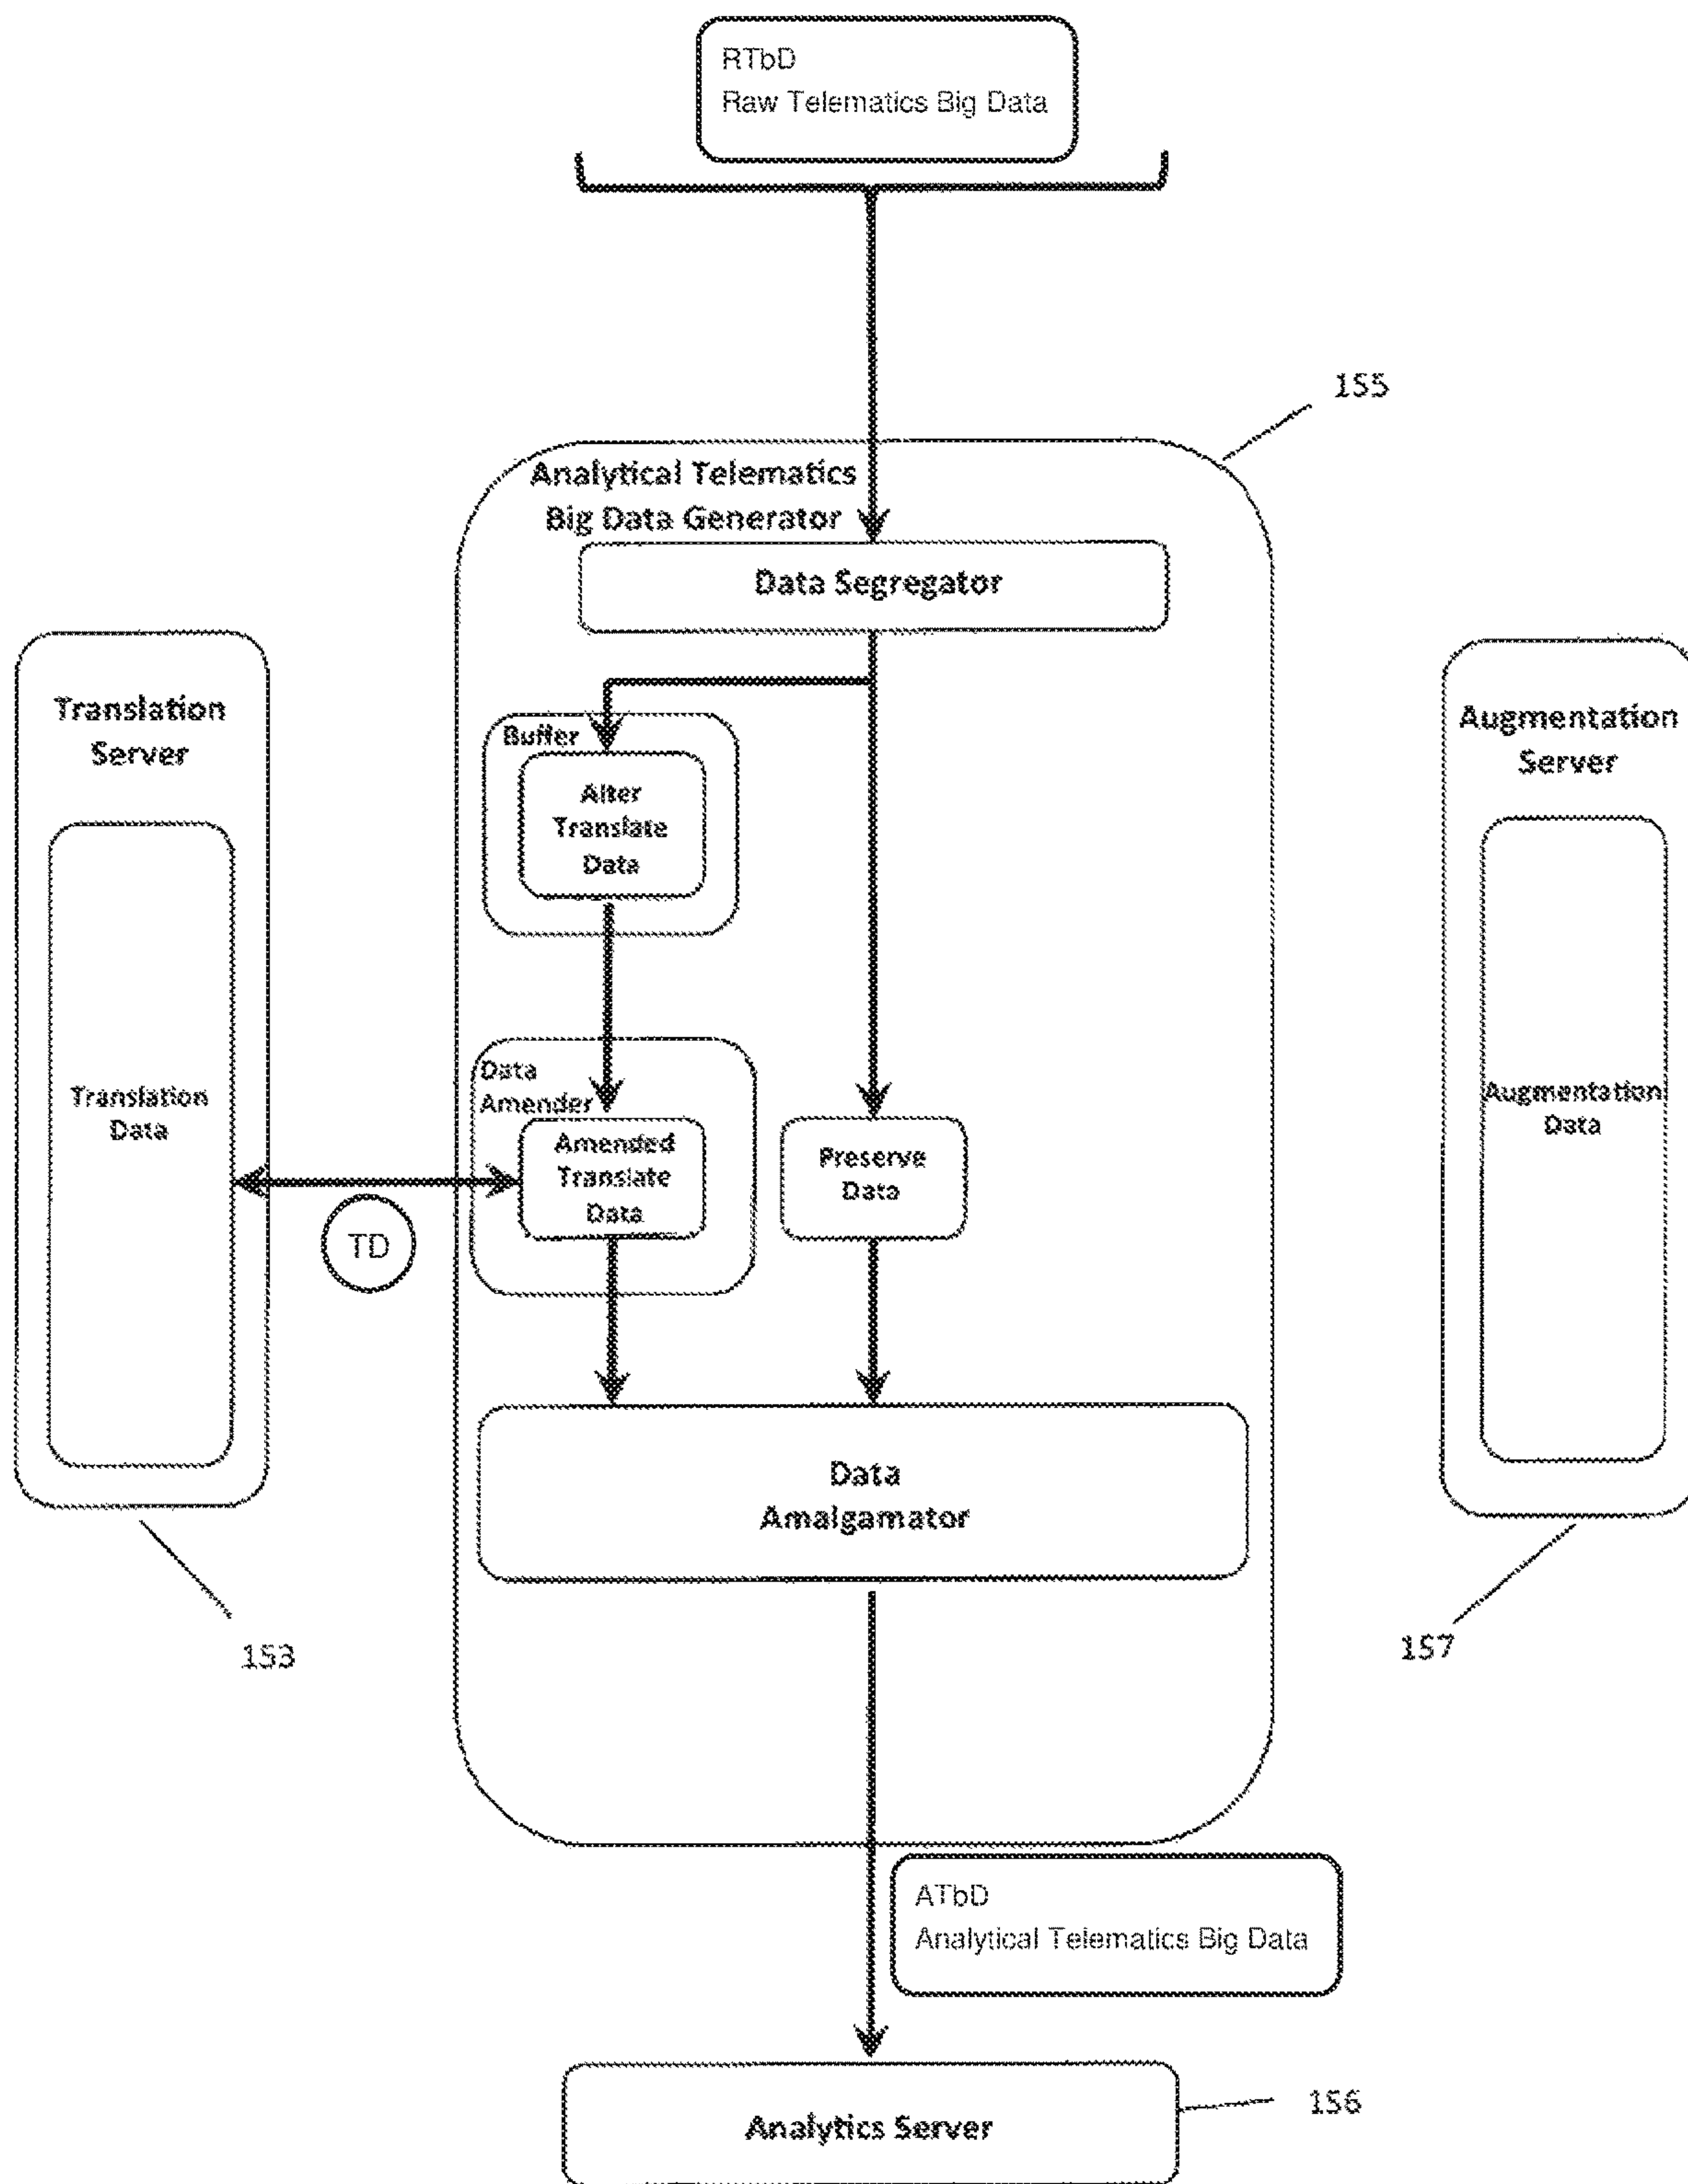 RTbD
Raw Telematics Big Data
155
Analytical Telematics
Big Data Generator
Data Segregator
Translation
Server
Augmentation
Server
Buffer
Alter
Translate
Data
Translation
Data
Data
Amender
Amended
Translate
Data
Preserve
Data
Augmentation
Data
TD
Data
Amalgamator
153
157
ATbD
Analytical Telematics Big Data
Analytics Server
156